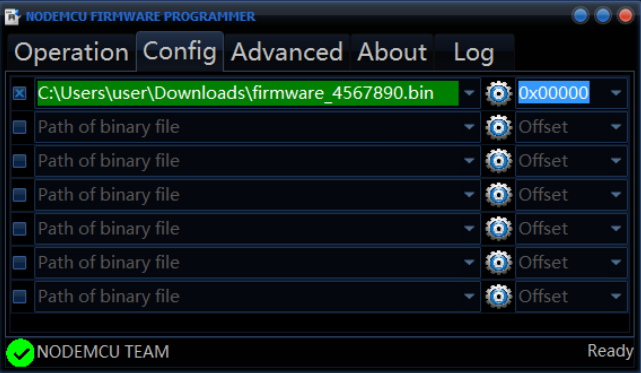 NODEMCU FIRMWARE PROGRAMMER
Operation Config Advanced About Log
C:\Users\user\Downloads\firmware_4567890.bin 0x00000
Path of binary file Offset
Path of binary file Offset
Path of binary file Offset
Path of binary file Offset
Path of binary file Offset
Path of binary file Offset
NODEMCU TEAM Ready